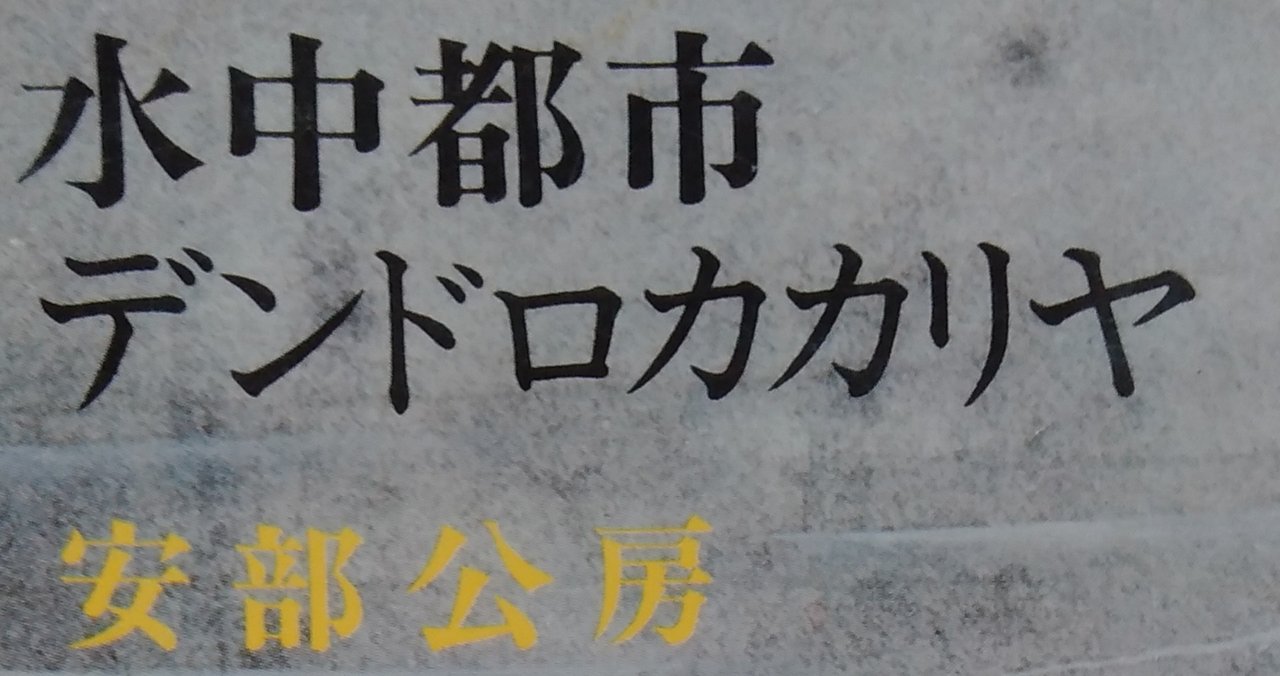 水中都市
デンドロカカリヤ
安部公房